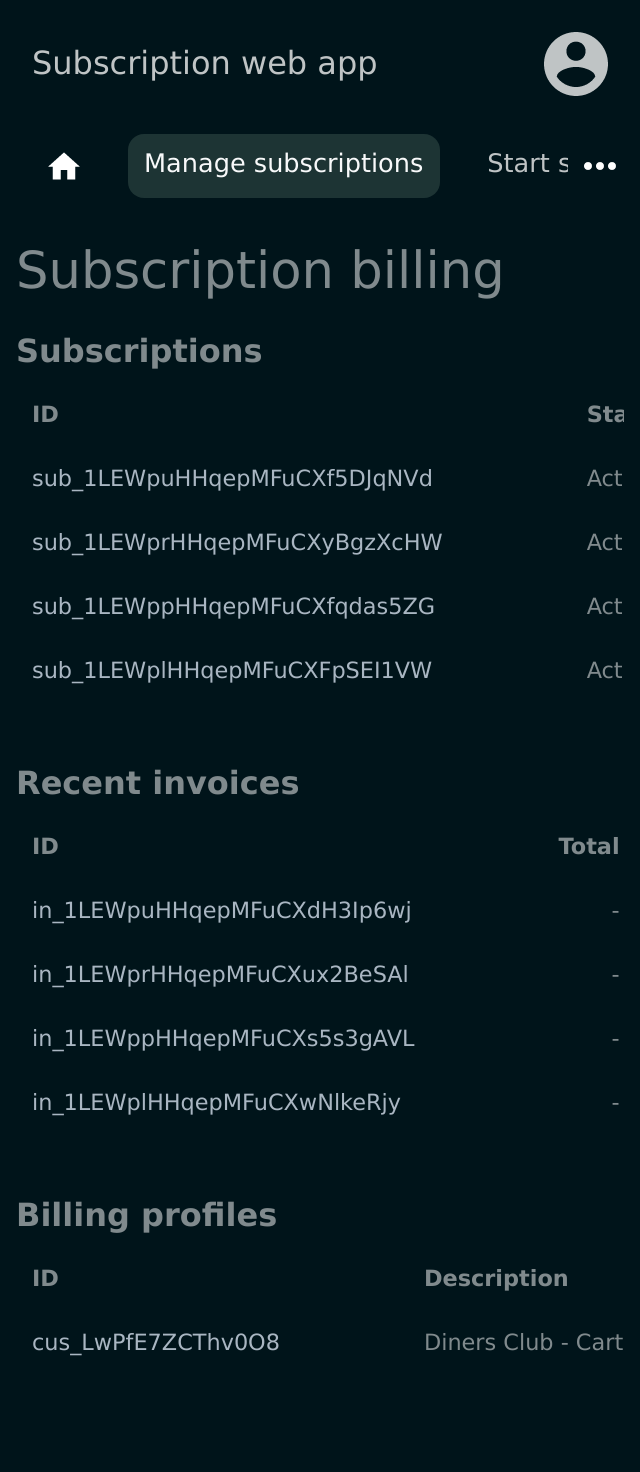 Subscription web app
Manage subscriptions Start s
Subscription billing
Subscriptions
ID Sta
sub_1LEWpuHHqepMFuCXf5DJqNVd Act
sub_1LEWprHHqepMFuCXyBgzXcHW Act
sub_1LEWppHHqepMFuCXfqdas5ZG Act
sub_1LEWplHHqepMFuCXFpSEI1VW Act
Recent invoices
ID Total
in_1LEWpuHHqepMFuCXdH3Ip6wj -
in_1LEWprHHqepMFuCXux2BeSAl -
in_1LEWppHHqepMFuCXs5s3gAVL -
in_1LEWplHHqepMFuCXwNlkeRjy -
Billing profiles
ID Description
cus_LwPfE7ZCThv0O8 Diners Club - Cart